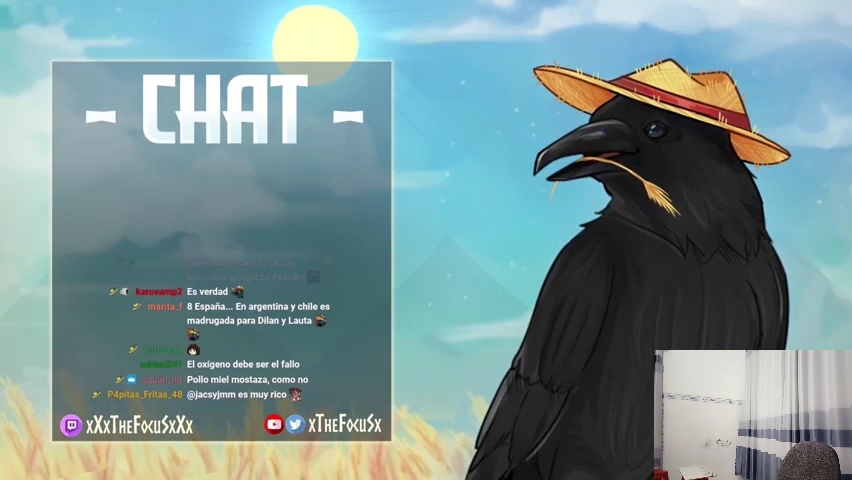 - CHAT -
karovamp2 Es verdad
marita_f 8 España... En argentina y chile es
madrugada para Dilan y Lauta
El oxígeno debe ser el fallo
Pollo miel mostaza, como no
P4pitas_Fritas_48 @jacsyjmm es muy rico
xXxTheFocuSxXx
xTheFocuSx